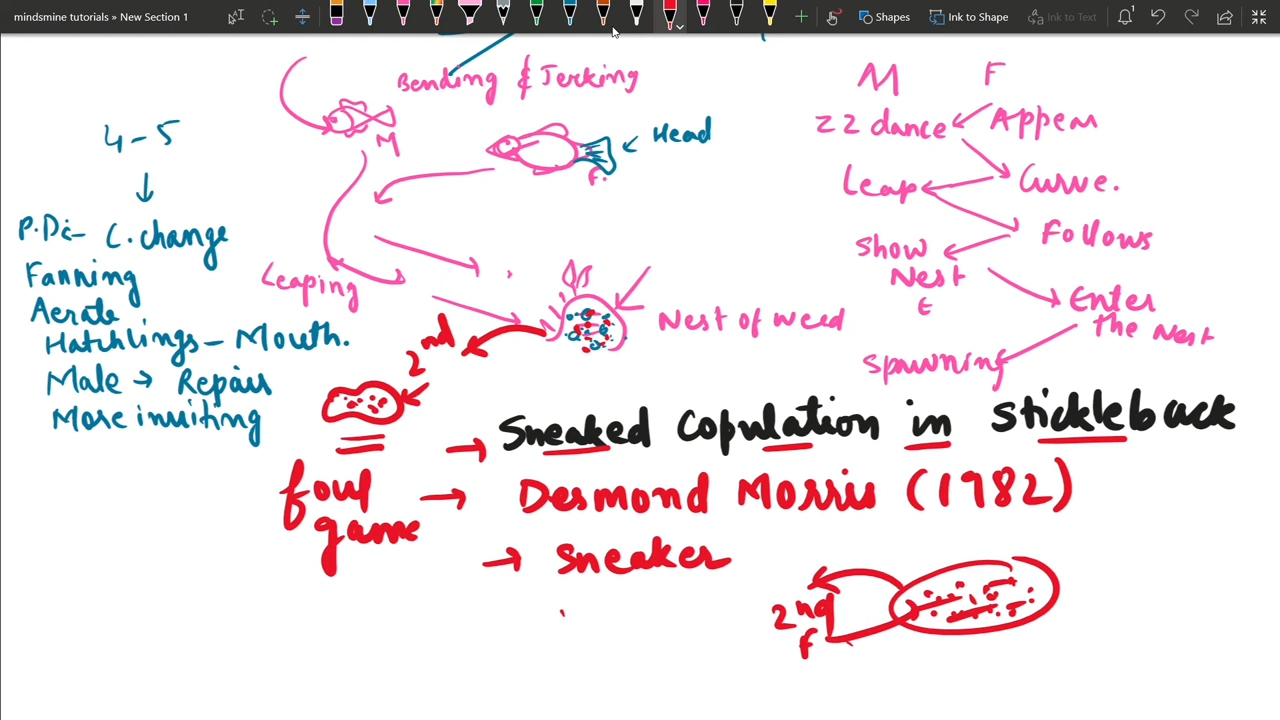 mindsmine tutorials » New Section 1
Shapes
Ink to Shape
Ink to Text
Bending & Jerking
M
F.
Head
4-5
P.Di- C. change
Fanning
Aerate
Hatchlings - Mouth.
Male → Repair
More inviting
Leaping
Nest of weed
2nd
M F
ZZ dance Appear
Leap Curve.
Follows
Show
Nest
t
Enter
the Nest
Spawning
→ Sneaked Copulation in Stickleback
foul
game
→ Desmond Morris (1982)
→ Sneaker
2nd
F